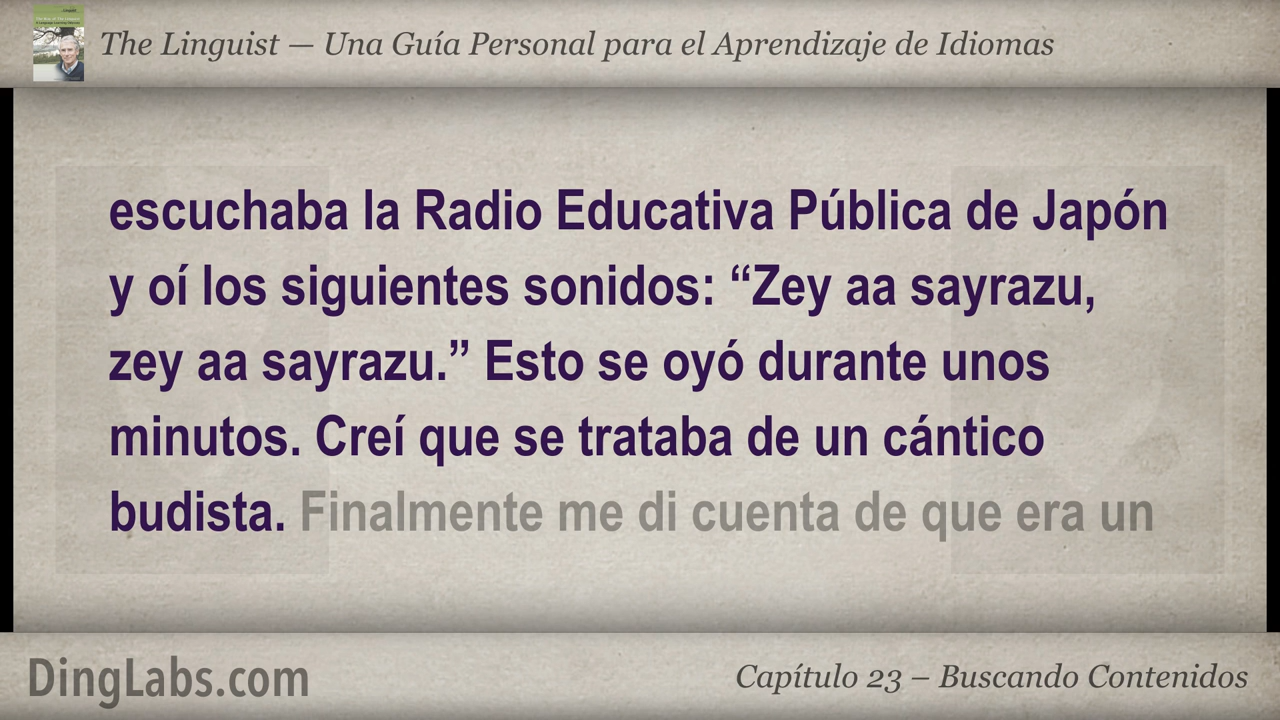 The Linguist — Una Guía Personal para el Aprendizaje de Idiomas
escuchaba la Radio Educativa Pública de Japón
y oí los siguientes sonidos: “Zey aa sayrazu,
zey aa sayrazu.” Esto se oyó durante unos
minutos. Creí que se trataba de un cántico
budista. Finalmente me di cuenta de que era un
DingLabs.com
Capítulo 23 – Buscando Contenidos